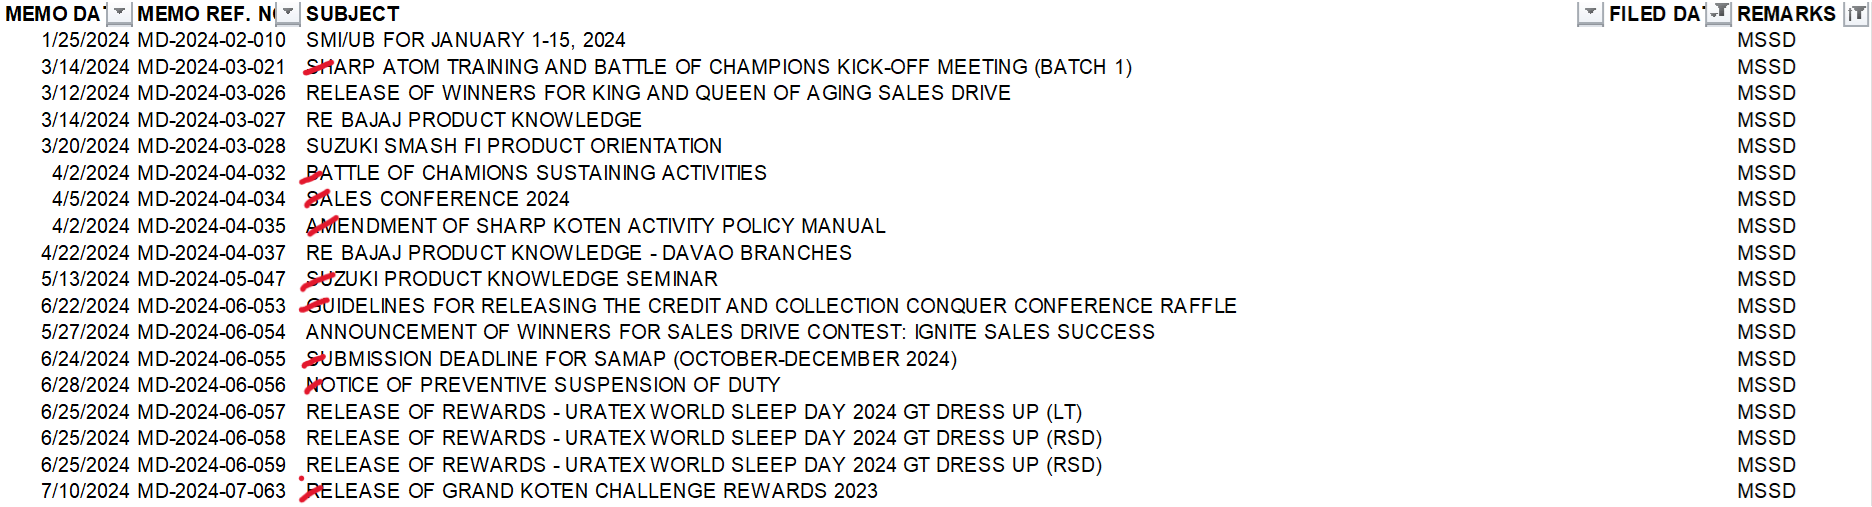 MEMO DAT MEMO REF. NO SUBJECT FILED DAT REMARKS
1/25/2024 MD-2024-02-010 SMI/UB FOR JANUARY 1-15, 2024 MSSD
3/14/2024 MD-2024-03-021 SHARP ATOM TRAINING AND BATTLE OF CHAMPIONS KICK-OFF MEETING (BATCH 1) MSSD
3/12/2024 MD-2024-03-026 RELEASE OF WINNERS FOR KING AND QUEEN OF AGING SALES DRIVE MSSD
3/14/2024 MD-2024-03-027 RE BAJAJ PRODUCT KNOWLEDGE MSSD
3/20/2024 MD-2024-03-028 SUZUKI SMASH FI PRODUCT ORIENTATION MSSD
4/2/2024 MD-2024-04-032 BATTLE OF CHAMIONS SUSTAINING ACTIVITIES MSSD
4/5/2024 MD-2024-04-034 SALES CONFERENCE 2024 MSSD
4/2/2024 MD-2024-04-035 AMENDMENT OF SHARP KOTEN ACTIVITY POLICY MANUAL MSSD
4/22/2024 MD-2024-04-037 RE BAJAJ PRODUCT KNOWLEDGE - DAVAO BRANCHES MSSD
5/13/2024 MD-2024-05-047 SUZUKI PRODUCT KNOWLEDGE SEMINAR MSSD
6/22/2024 MD-2024-06-053 GUIDELINES FOR RELEASING THE CREDIT AND COLLECTION CONQUER CONFERENCE RAFFLE MSSD
5/27/2024 MD-2024-06-054 ANNOUNCEMENT OF WINNERS FOR SALES DRIVE CONTEST: IGNITE SALES SUCCESS MSSD
6/24/2024 MD-2024-06-055 SUBMISSION DEADLINE FOR SAMAP (OCTOBER-DECEMBER 2024) MSSD
6/28/2024 MD-2024-06-056 NOTICE OF PREVENTIVE SUSPENSION OF DUTY MSSD
6/25/2024 MD-2024-06-057 RELEASE OF REWARDS - URATEX WORLD SLEEP DAY 2024 GT DRESS UP (LT) MSSD
6/25/2024 MD-2024-06-058 RELEASE OF REWARDS - URATEX WORLD SLEEP DAY 2024 GT DRESS UP (RSD) MSSD
6/25/2024 MD-2024-06-059 RELEASE OF REWARDS - URATEX WORLD SLEEP DAY 2024 GT DRESS UP (RSD) MSSD
7/10/2024 MD-2024-07-063 RELEASE OF GRAND KOTEN CHALLENGE REWARDS 2023 MSSD